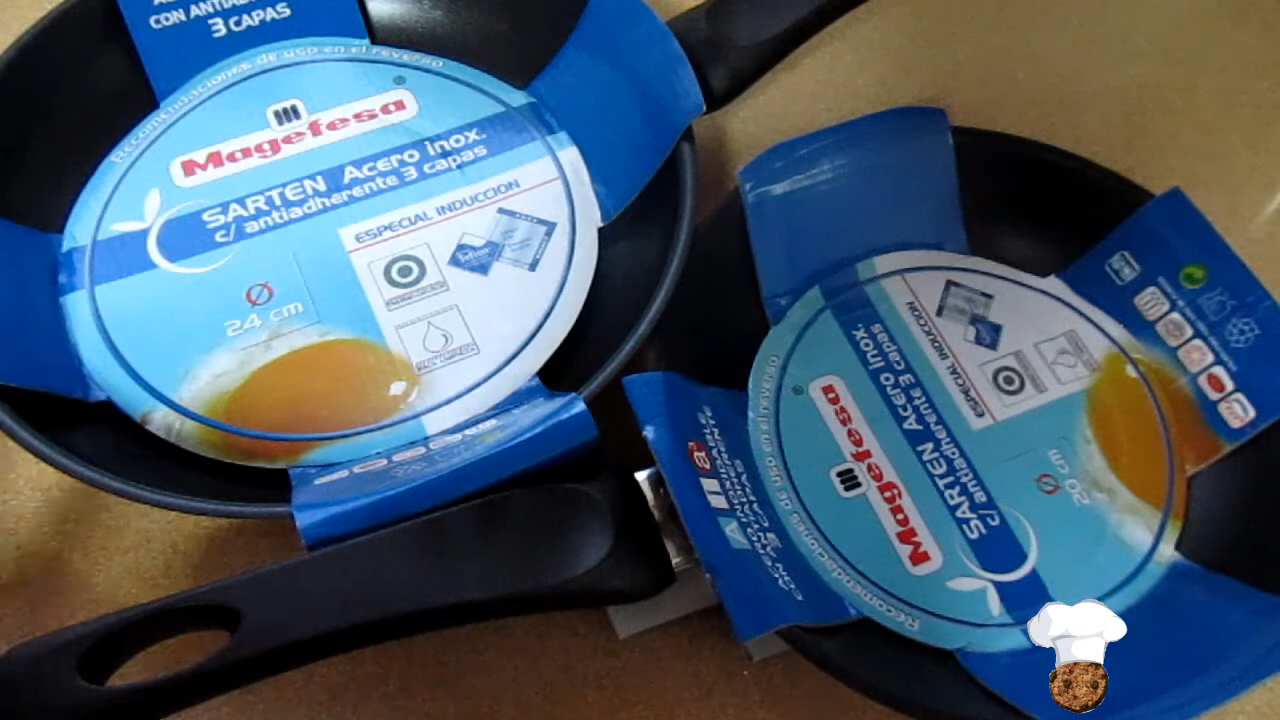 CON
3 CAPAS
Recomendaciones de uso en el reverso
Magefesa
SARTEN Acero inox.
c/ antiadherente 3 capas
ESPECIAL INDUCCION
Teflon
Ø
24 cm
ESPECIAL INDUCCION
SARTEN Acero inox.
c/ antiadherente 3 capas
Magefesa
Ø 20 cm
Recomendaciones de uso en el reverso